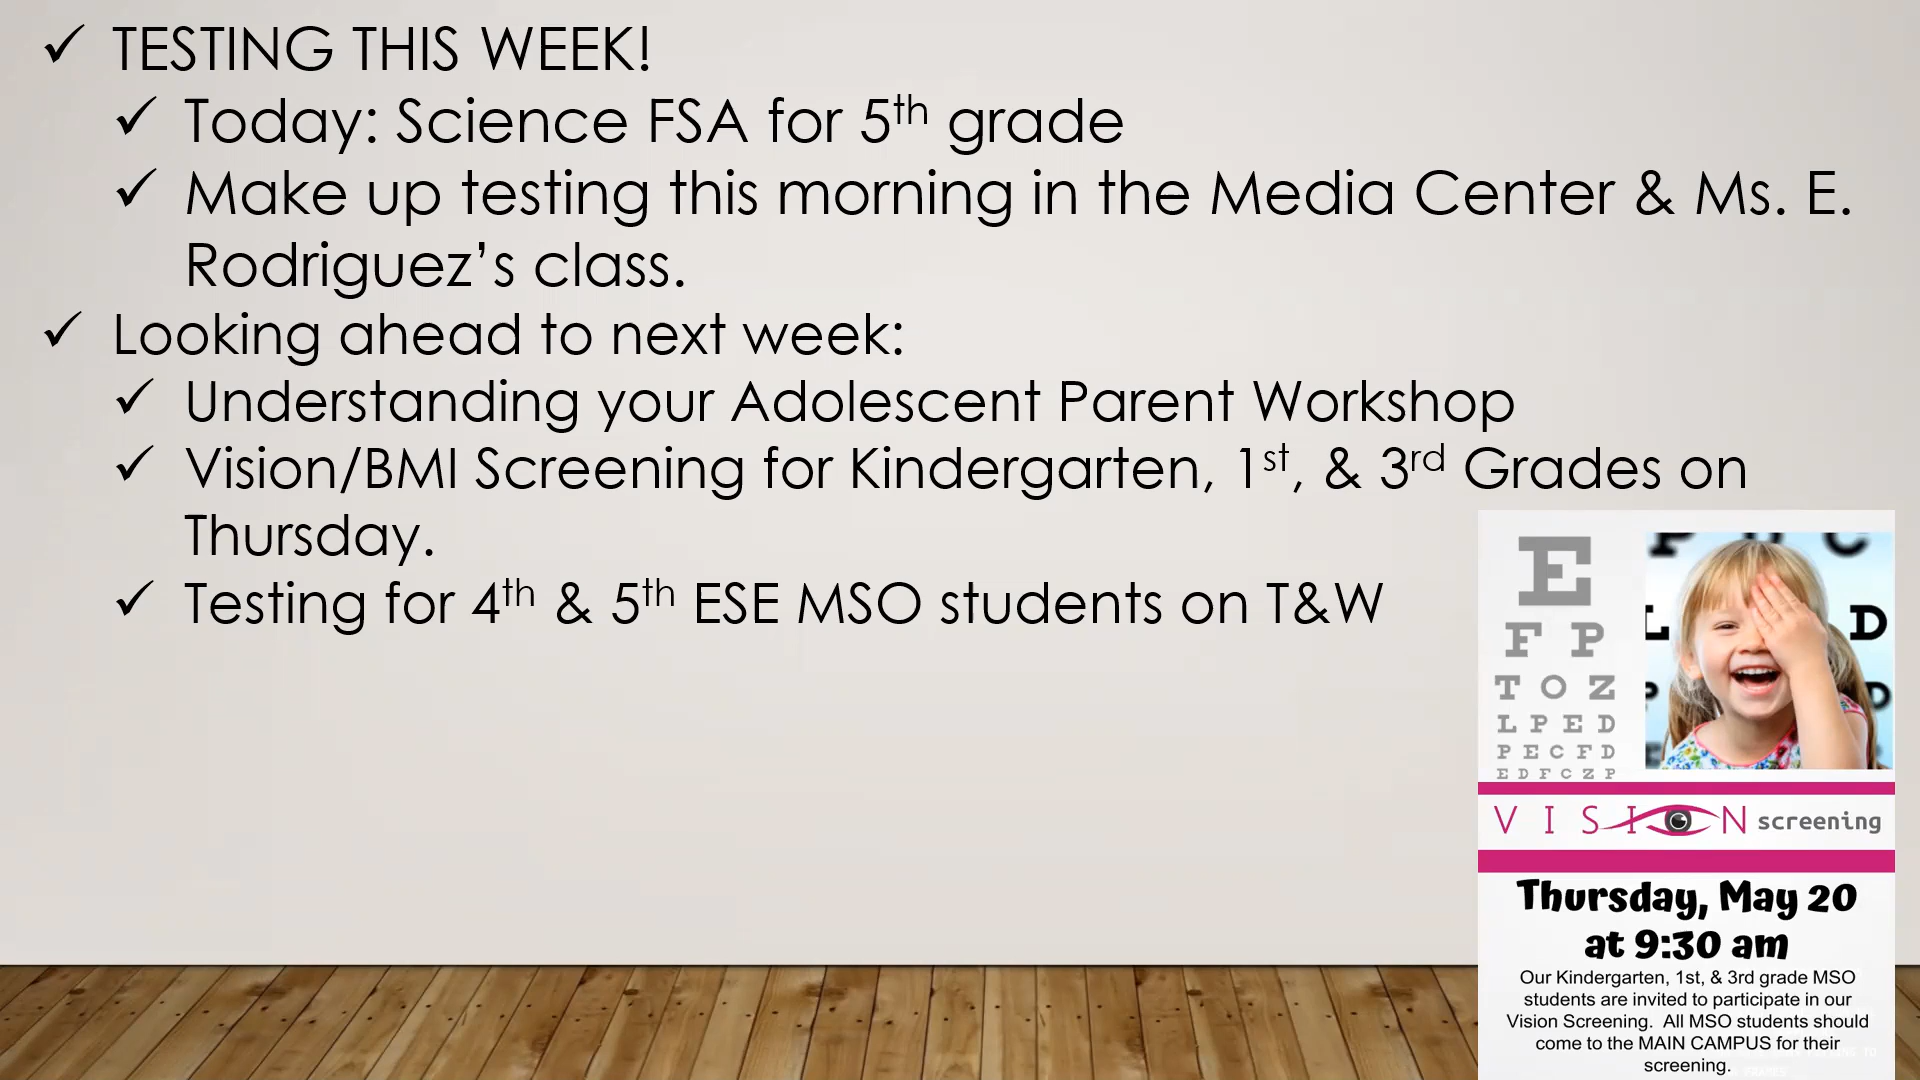 TESTING THIS WEEK!
Today: Science FSA for 5th grade
Make up testing this morning in the Media Center & Ms. E.
Rodriguez’s class.
Looking ahead to next week:
Understanding your Adolescent Parent Workshop
Vision/BMI Screening for Kindergarten, 1st, & 3rd Grades on
Thursday.
Testing for 4th & 5th ESE MSO students on T&W
E
F P
T O Z
L P E D
P E C F D
E D F C Z P
P U C
L D
P D
VISION screening
Thursday, May 20
at 9:30 am
Our Kindergarten, 1st, & 3rd grade MSO
students are invited to participate in our
Vision Screening. All MSO students should
come to the MAIN CAMPUS for their
screening.